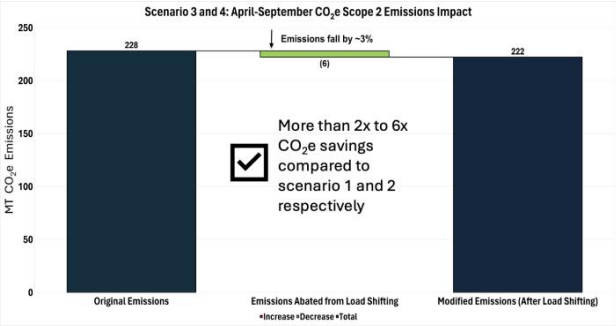 Scenario 3 and 4: April-September CO₂e Scope 2 Emissions Impact
250
200
150
100
50
0
MT CO₂e Emissions
228
Emissions fall by ~3%
(6)
222
More than 2x to 6x
CO₂e savings
compared to
scenario 1 and 2
respectively
Original Emissions
Emissions Abated from Load Shifting
Modified Emissions (After Load Shifting)
Increase Decrease Total